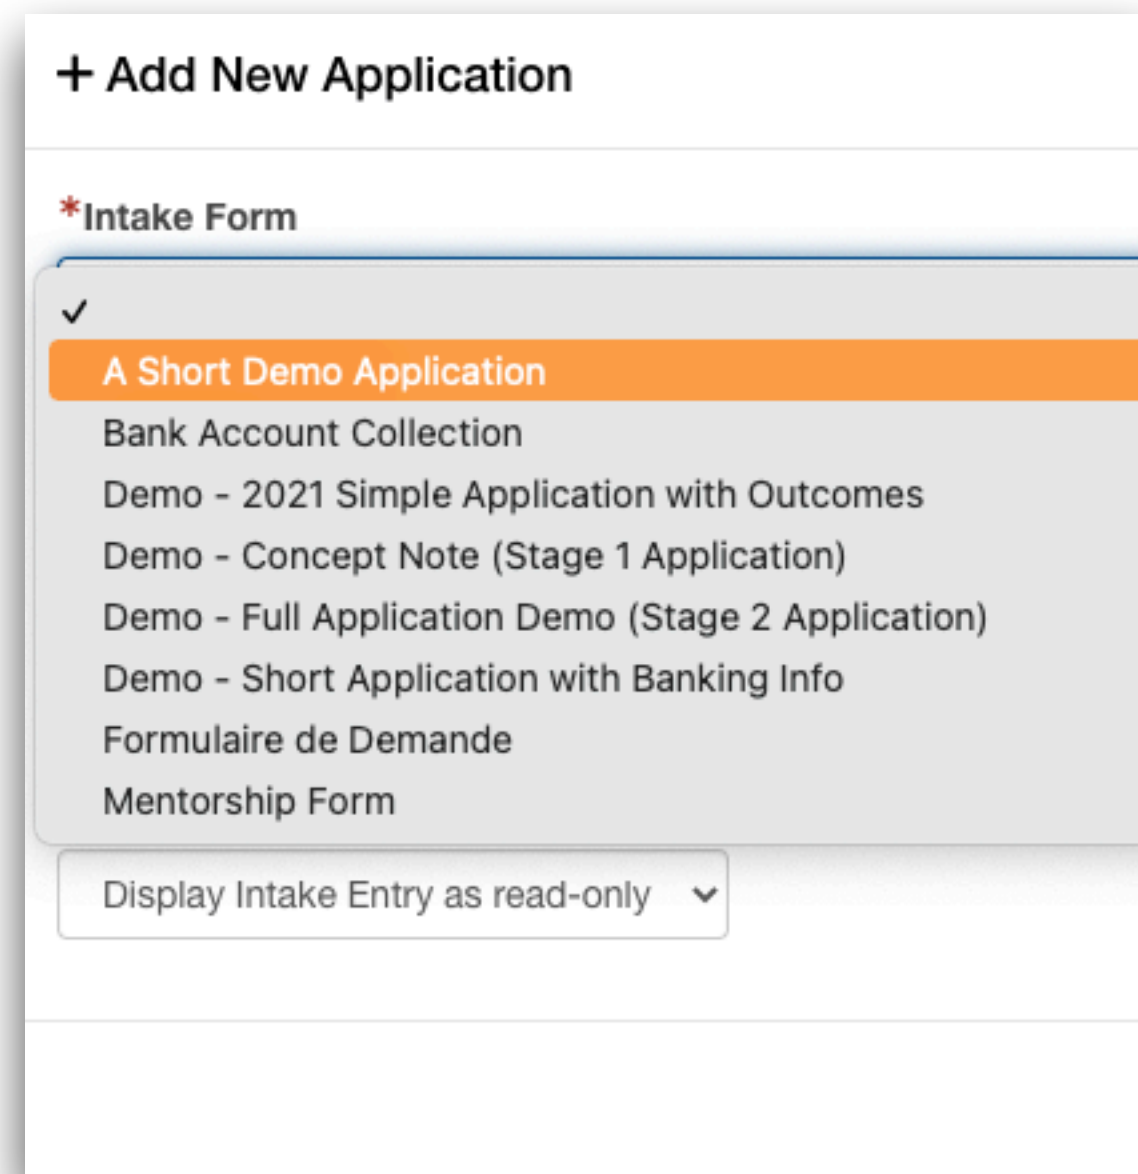 + Add New Application
*Intake Form
✓
A Short Demo Application
Bank Account Collection
Demo - 2021 Simple Application with Outcomes
Demo - Concept Note (Stage 1 Application)
Demo - Full Application Demo (Stage 2 Application)
Demo - Short Application with Banking Info
Formulaire de Demande
Mentorship Form
Display Intake Entry as read-only